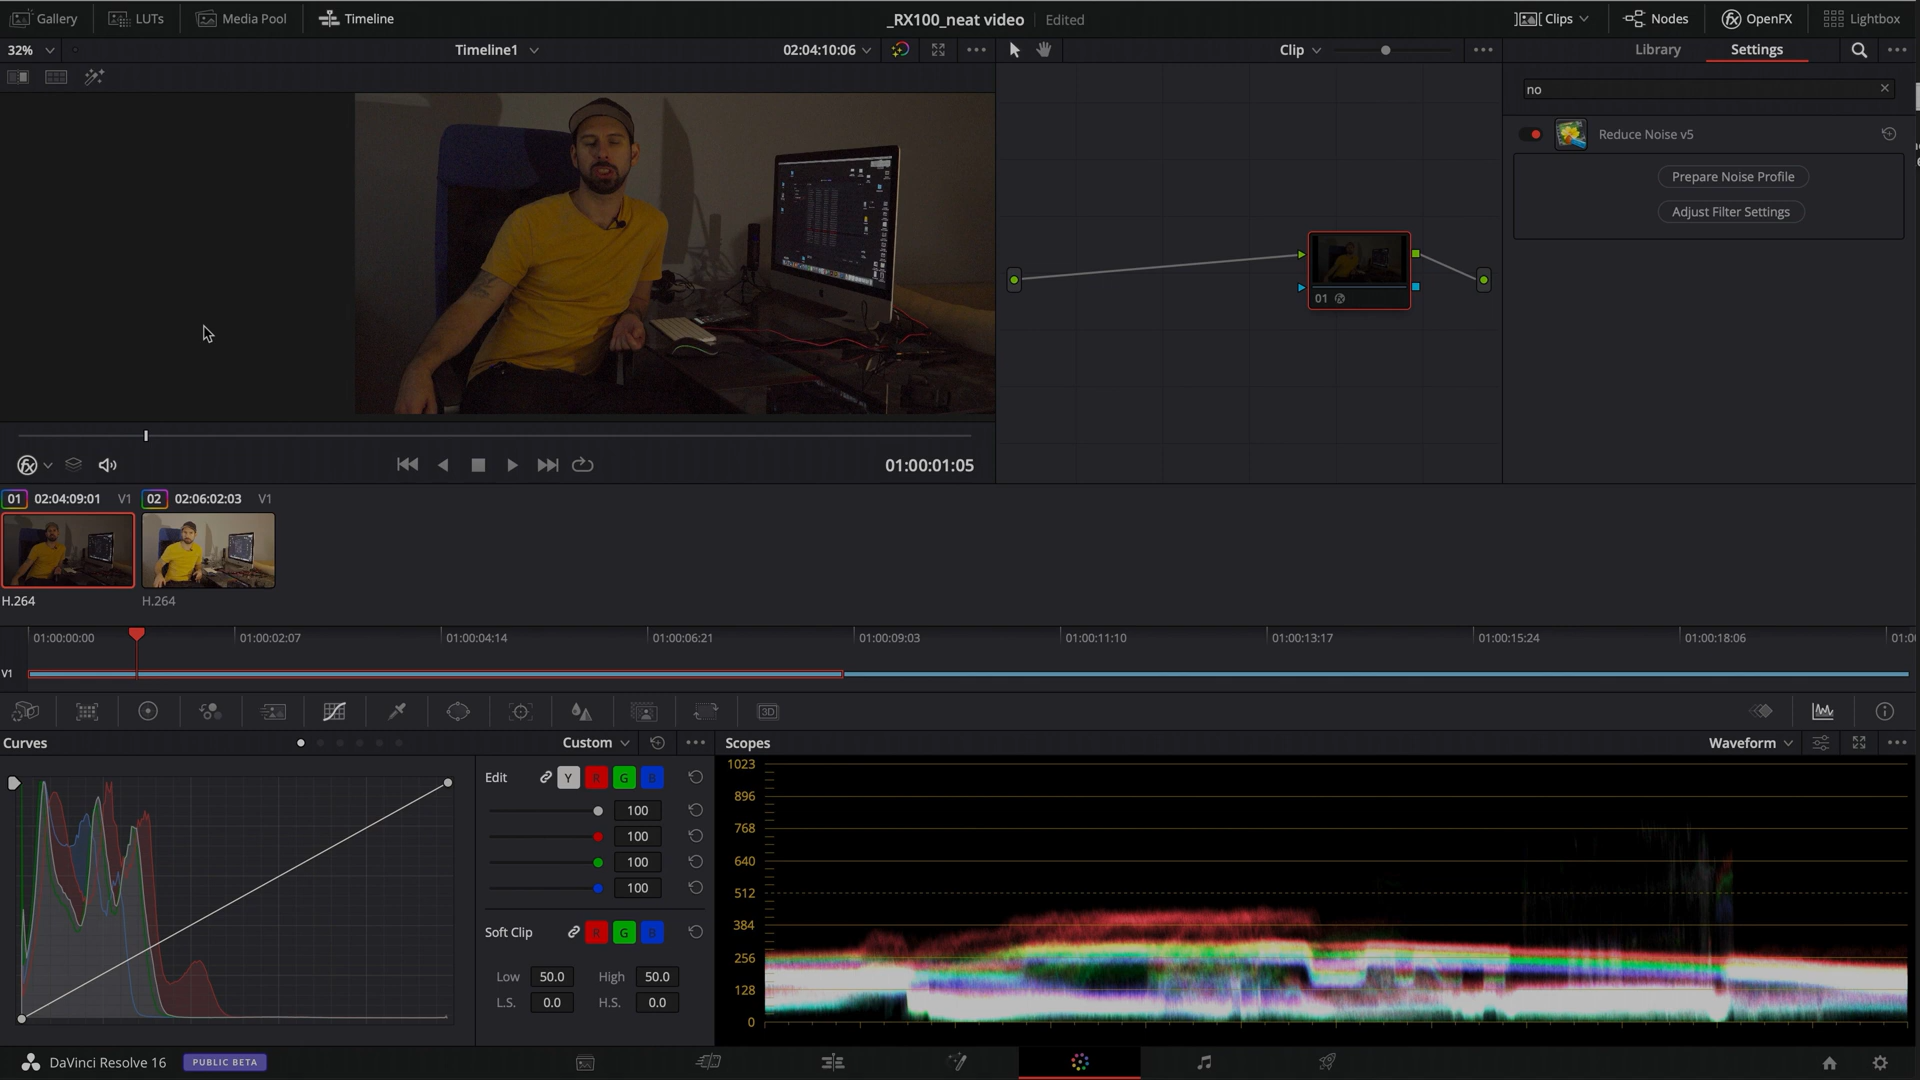 Gallery
LUTs
Media Pool
Timeline
_RX100_neat video
Edited
Clips
Nodes
OpenFX
Lightbox
32%
Timeline1
02:04:10:06
Clip
Library
Settings
no
Reduce Noise v5
Prepare Noise Profile
Adjust Filter Settings
01
01:00:01:05
01 02:04:09:01 V1
02 02:06:02:03 V1
H.264
H.264
01:00:00:00
01:00:02:07
01:00:04:14
01:00:06:21
01:00:09:03
01:00:11:10
01:00:13:17
01:00:15:24
01:00:18:06
V1
3D
Curves
Custom
Scopes
Waveform
Edit
Y R G B
100
100
100
100
Soft Clip
R G B
Low 50.0 High 50.0
L.S. 0.0 H.S. 0.0
1023
896
768
640
512
384
256
128
0
DaVinci Resolve 16
PUBLIC BETA